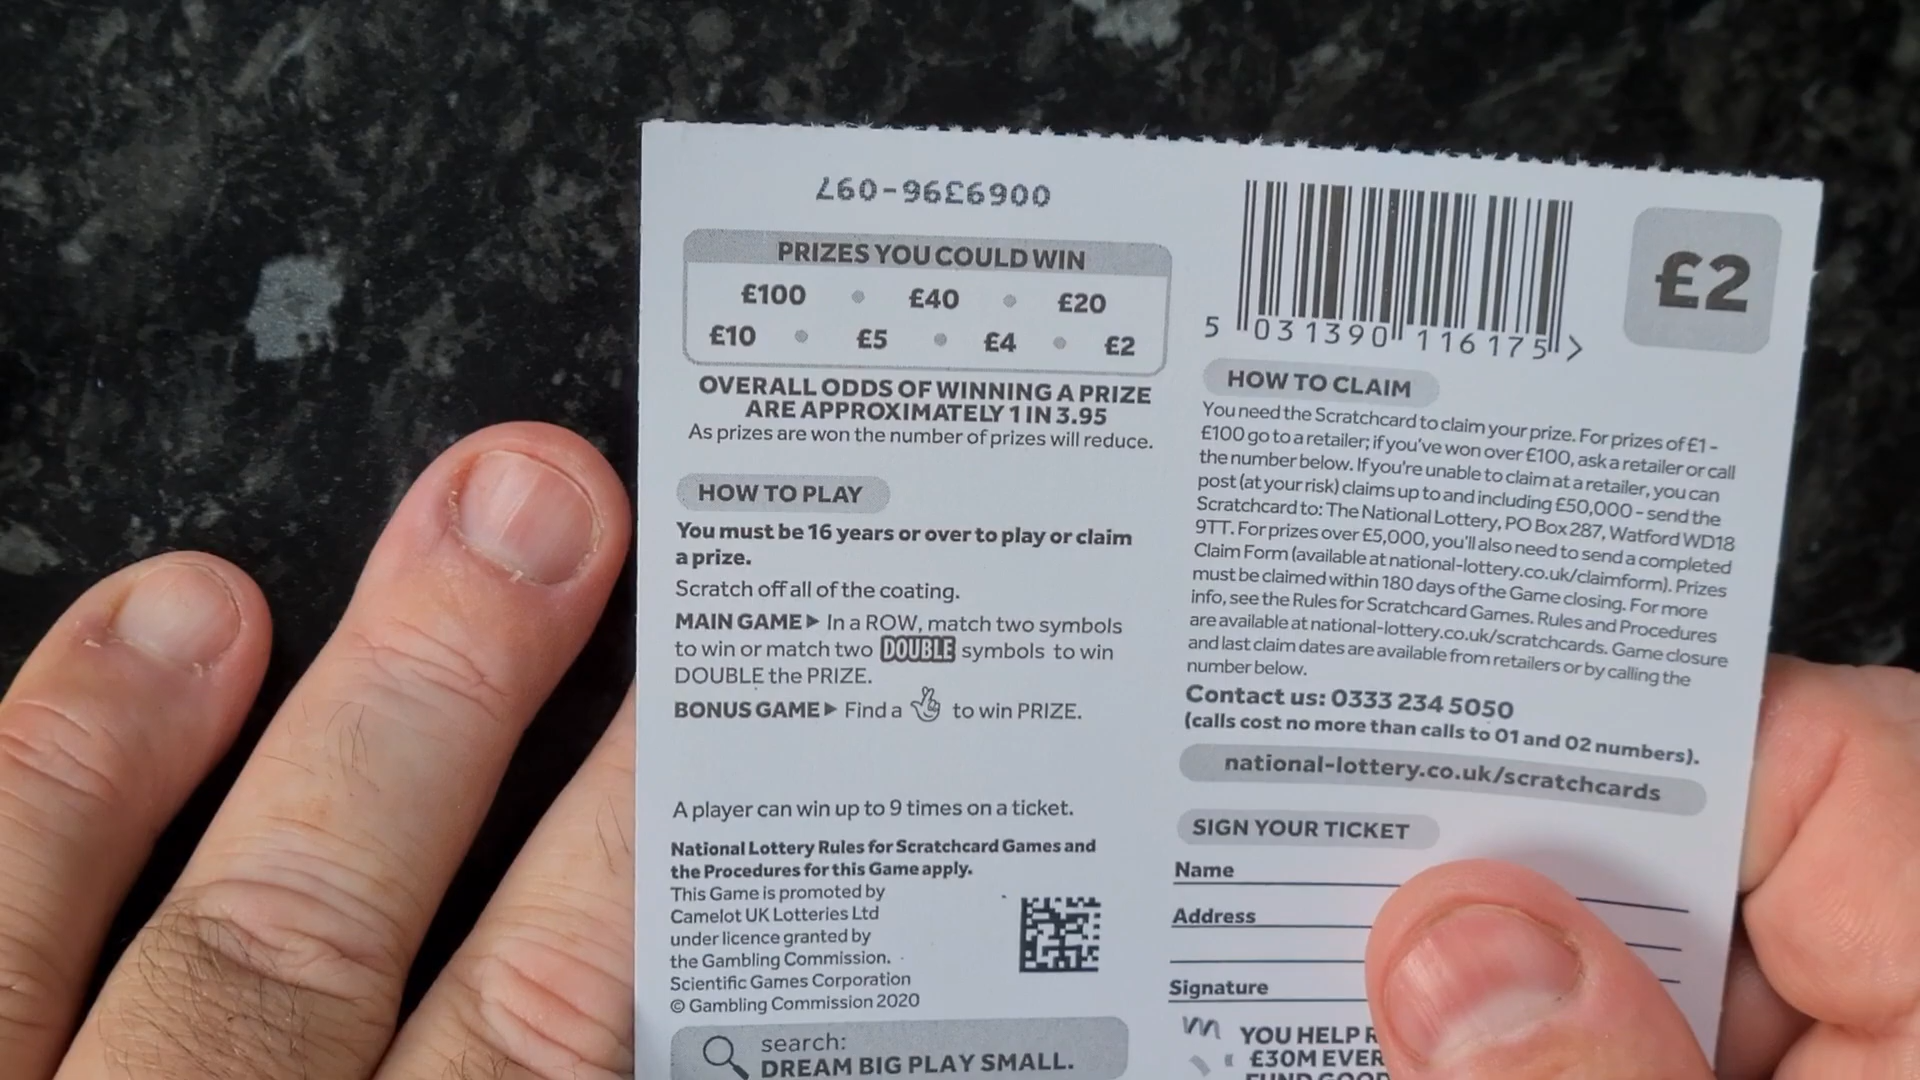 0069396-097
PRIZES YOU COULD WIN
£100 • £40 • £20
£10 • £5 • £4 • £2
OVERALL ODDS OF WINNING A PRIZE
ARE APPROXIMATELY 1 IN 3.95
As prizes are won the number of prizes will reduce.
HOW TO PLAY
You must be 16 years or over to play or claim
a prize.
Scratch off all of the coating.
MAIN GAME ▶ In a ROW, match two symbols
to win or match two DOUBLE symbols to win
DOUBLE the PRIZE.
BONUS GAME ▶ Find a to win PRIZE.
A player can win up to 9 times on a ticket.
National Lottery Rules for Scratchcard Games and
the Procedures for this Game apply.
This Game is promoted by
Camelot UK Lotteries Ltd
under licence granted by
the Gambling Commission.
Scientific Games Corporation
© Gambling Commission 2020
search:
DREAM BIG PLAY SMALL.
5 031390 116175 >
£2
HOW TO CLAIM
You need the Scratchcard to claim your prize. For prizes of £1 -
£100 go to a retailer; if you've won over £100, ask a retailer or call
the number below. If you're unable to claim at a retailer, you can
post (at your risk) claims up to and including £50,000 - send the
Scratchcard to: The National Lottery, PO Box 287, Watford WD18
9TT. For prizes over £5,000, you'll also need to send a completed
Claim Form (available at national-lottery.co.uk/claimform). Prizes
must be claimed within 180 days of the Game closing. For more
info, see the Rules for Scratchcard Games. Rules and Procedures
are available at national-lottery.co.uk/scratchcards. Game closure
and last claim dates are available from retailers or by calling the
number below.
Contact us: 0333 234 5050
(calls cost no more than calls to 01 and 02 numbers).
national-lottery.co.uk/scratchcards
SIGN YOUR TICKET
Name
Address
Signature
YOU HELP
£30M EVER
FUND GOOD